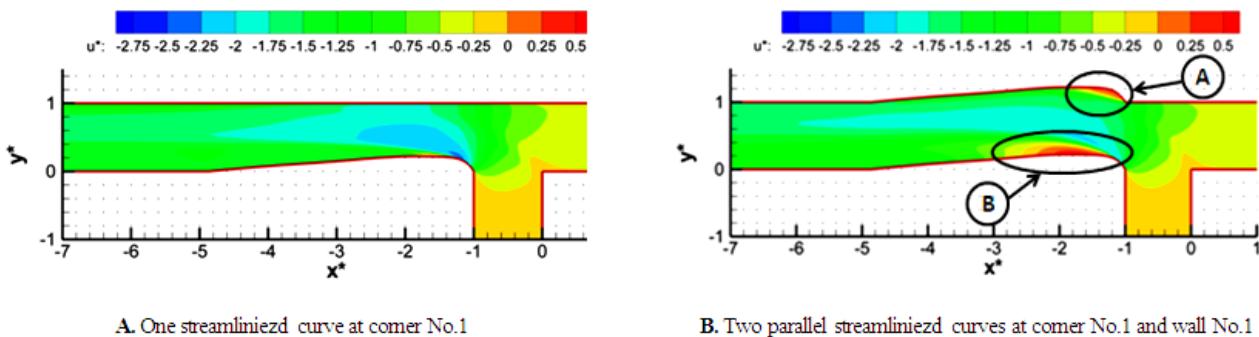 u*: -2.75 -2.5 -2.25 -2 -1.75 -1.5 -1.25 -1 -0.75 -0.5 -0.25 0 0.25 0.5
1
y*
0
-1
-7 -6 -5 -4 -3 -2 -1 0
x*
A. One streamliniezd curve at corner No.1
u*: -2.75 -2.5 -2.25 -2 -1.75 -1.5 -1.25 -1 -0.75 -0.5 -0.25 0 0.25 0.5
A
1
y*
0
B
-1
-7 -6 -5 -4 -3 -2 -1 0 1
x*
B. Two parallel streamliniezd curves at corner No.1 and wall No.1